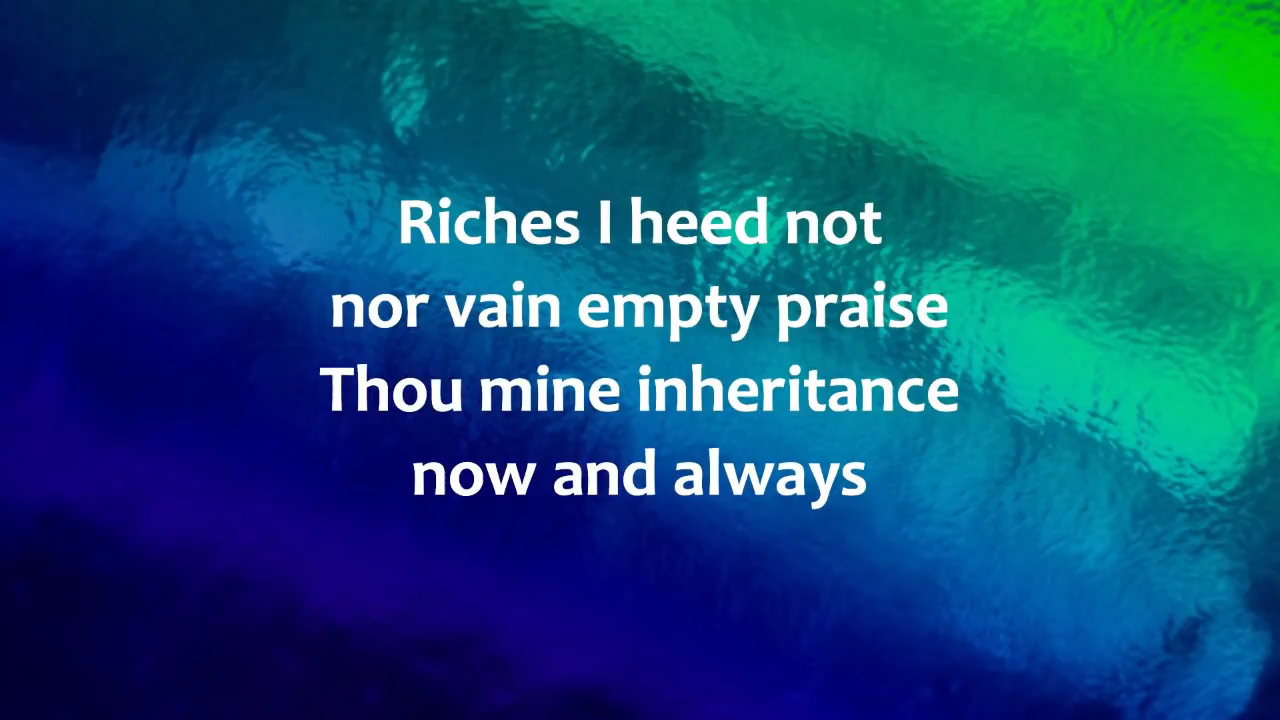 Riches I heed not
nor vain empty praise
Thou mine inheritance
now and always